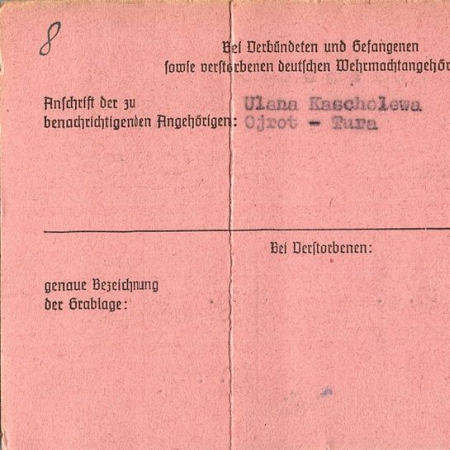 8
Bei Verbündeten und Gefangenen
sowie verstorbenen deutschen Wehrmachtangehör
Anschrift der zu
benachrichtigenden Angehörigen:
Ulana Kascholewa
Ojrot - Tura
Bei Verstorbenen:
genaue Bezeichnung
der Grablage: